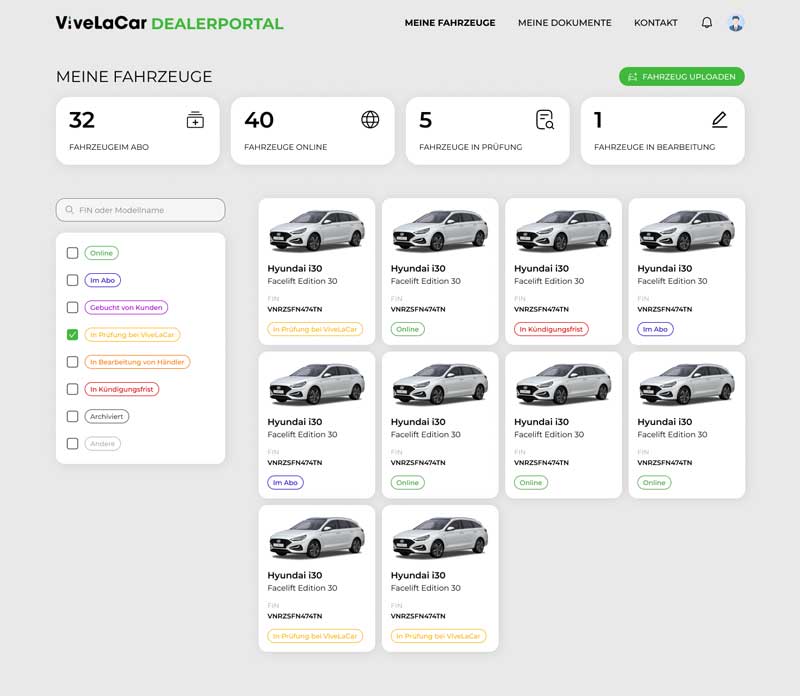 ViveLaCar DEALERPORTAL
MEINE FAHRZEUGE
MEINE DOKUMENTE
KONTAKT
MEINE FAHRZEUGE
FAHRZEUG UPLOADEN
32
FAHRZEUGEIM ABO
40
FAHRZEUGE ONLINE
5
FAHRZEUGE IN PRÜFUNG
1
FAHRZEUGE IN BEARBEITUNG
FIN oder Modellname
Online
Im Abo
Gebucht von Kunden
In Prüfung bei ViveLaCar
In Bearbeitung von Händler
In Kündigungsfrist
Archiviert
Andere
Hyundai i30
Facelift Edition 30
FIN
VNRZSFN474TN
In Prüfung bei ViveLaCar
Hyundai i30
Facelift Edition 30
FIN
VNRZSFN474TN
Online
Hyundai i30
Facelift Edition 30
FIN
VNRZSFN474TN
In Kündigungsfrist
Hyundai i30
Facelift Edition 30
FIN
VNRZSFN474TN
Im Abo
Hyundai i30
Facelift Edition 30
FIN
VNRZSFN474TN
Im Abo
Hyundai i30
Facelift Edition 30
FIN
VNRZSFN474TN
Online
Hyundai i30
Facelift Edition 30
FIN
VNRZSFN474TN
Online
Hyundai i30
Facelift Edition 30
FIN
VNRZSFN474TN
Online
Hyundai i30
Facelift Edition 30
FIN
VNRZSFN474TN
In Prüfung bei ViveLaCar
Hyundai i30
Facelift Edition 30
FIN
VNRZSFN474TN
In Prüfung bei ViveLaCar